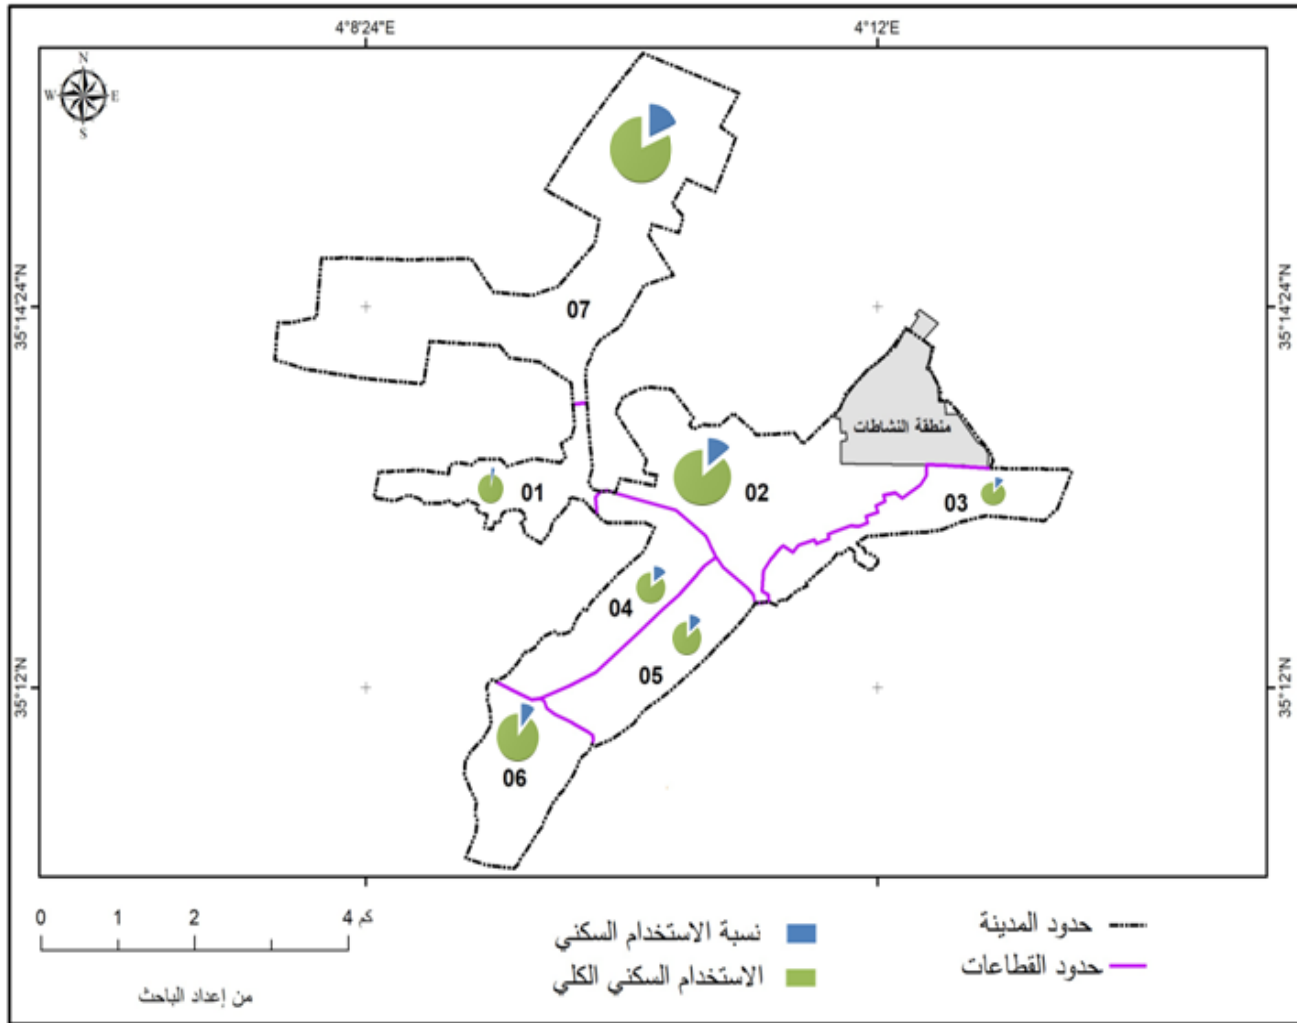 4°8'24"E
4°12'E
N
W
E
S
35°14'24"N
35°14'24"N
07
منطقة النشاطات
01
02
03
04
05
06
35°12'N
35°12'N
0 1 2 4 كم
حدود المدينة
نسبة الاستخدام السكني
حدود القطاعات
الاستخدام السكني الكلي
من إعداد الباحث